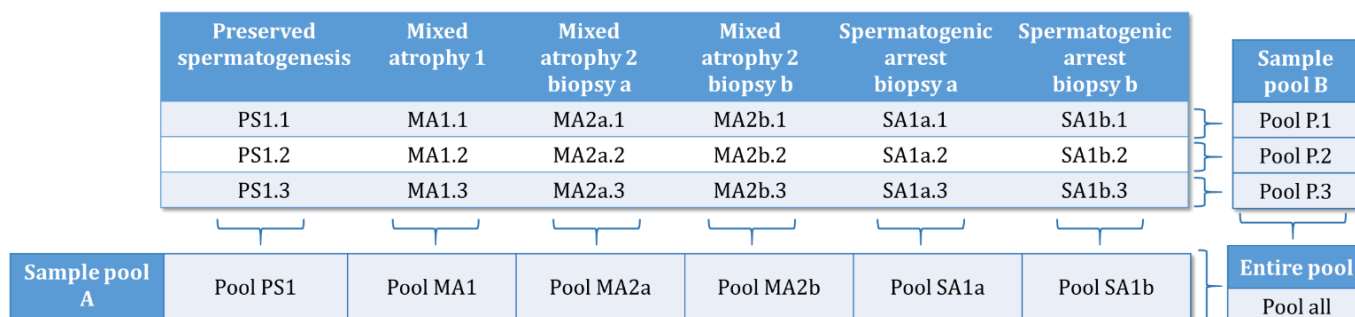 Preserved spermatogenesis Mixed atrophy 1 Mixed atrophy 2 biopsy a Mixed atrophy 2 biopsy b Spermatogenic arrest biopsy a Spermatogenic arrest biopsy b Sample pool B
PS1.1 MA1.1 MA2a.1 MA2b.1 SA1a.1 SA1b.1 Pool P.1
PS1.2 MA1.2 MA2a.2 MA2b.2 SA1a.2 SA1b.2 Pool P.2
PS1.3 MA1.3 MA2a.3 MA2b.3 SA1a.3 SA1b.3 Pool P.3
Sample pool A Pool PS1 Pool MA1 Pool MA2a Pool MA2b Pool SA1a Pool SA1b Entire pool
Pool all